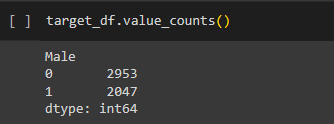 [ ] target_df.value_counts()
Male
0 2953
1 2047
dtype: int64